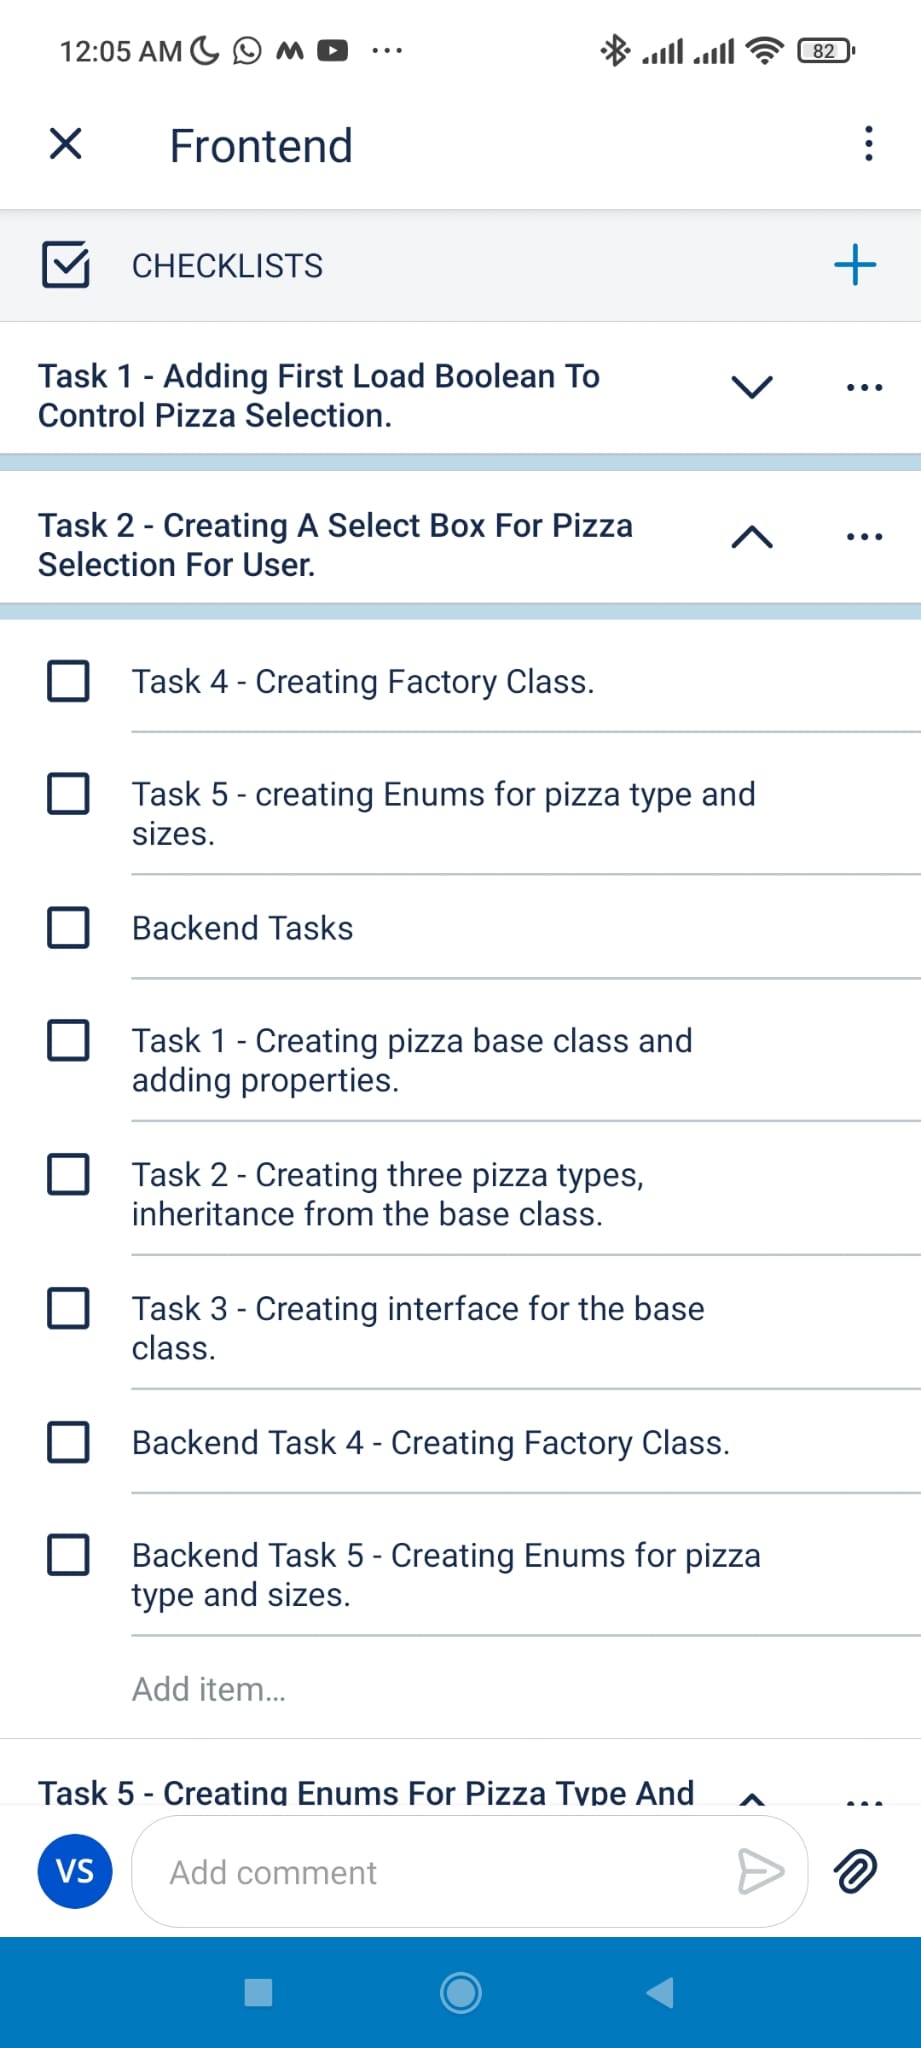 12:05 AM
82
Frontend
CHECKLISTS
Task 1 - Adding First Load Boolean To
Control Pizza Selection.
Task 2 - Creating A Select Box For Pizza
Selection For User.
Task 4 - Creating Factory Class.
Task 5 - creating Enums for pizza type and
sizes.
Backend Tasks
Task 1 - Creating pizza base class and
adding properties.
Task 2 - Creating three pizza types,
inheritance from the base class.
Task 3 - Creating interface for the base
class.
Backend Task 4 - Creating Factory Class.
Backend Task 5 - Creating Enums for pizza
type and sizes.
Add item...
Task 5 - Creating Enums For Pizza Type And
VS
Add comment